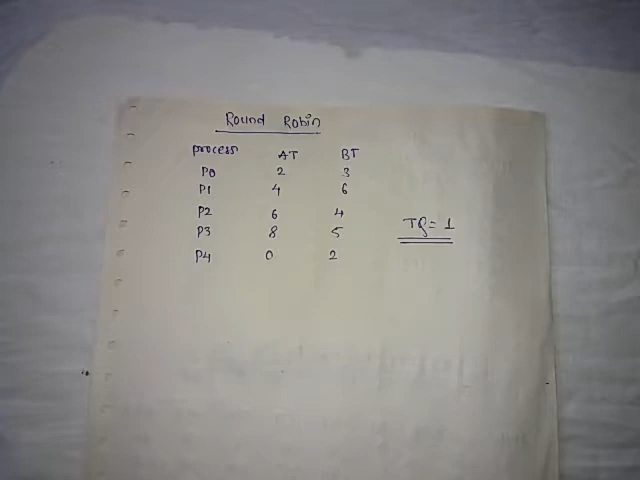 Round Robin
process AT BT
P0 2 3
P1 4 6
P2 6 4
P3 8 5
TQ = 1
P4 0 2